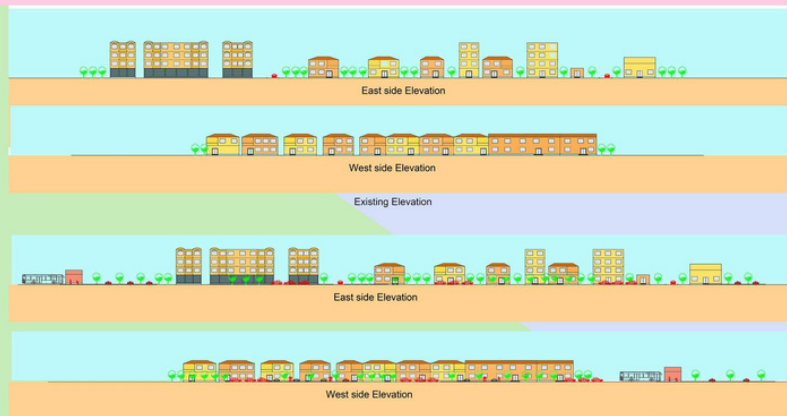 East side Elevation
West side Elevation
Existing Elevation
East side Elevation
West side Elevation